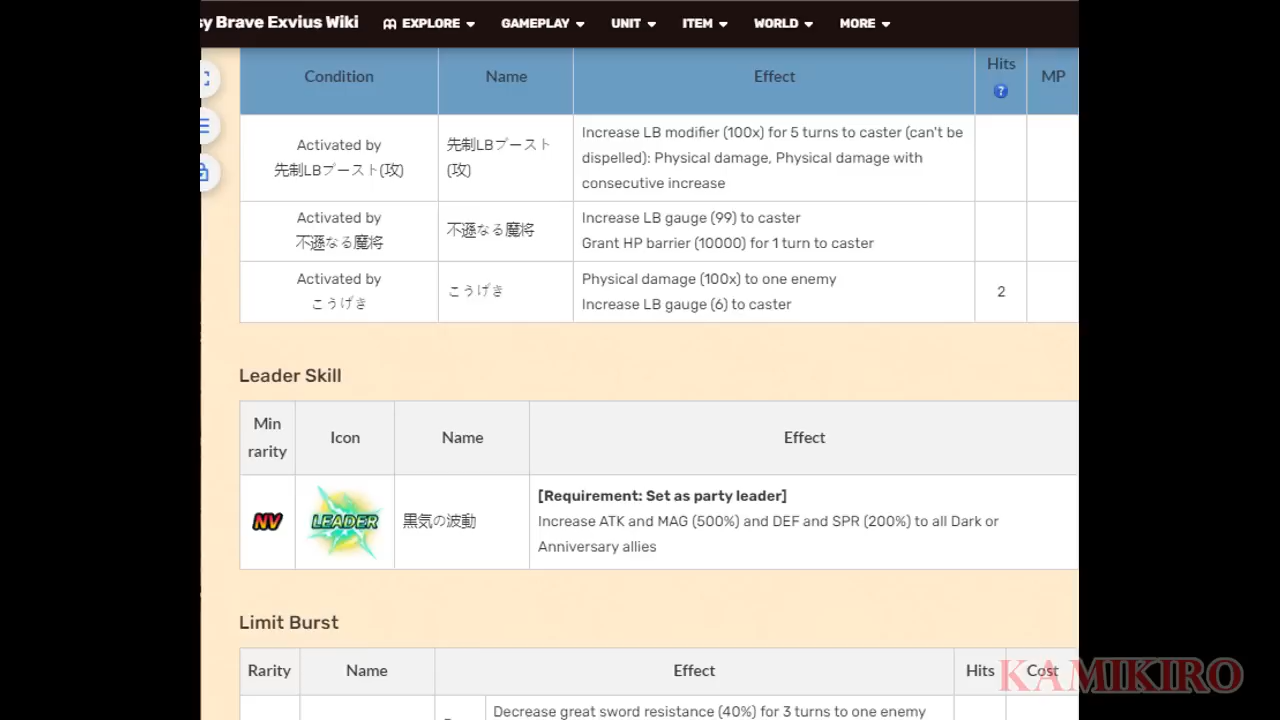 sy Brave Exvius Wiki EXPLORE GAMEPLAY UNIT ITEM WORLD MORE
Condition Name Effect Hits ? MP
Activated by
先制LBブースト(攻)
先制LBブースト
(攻)
Increase LB modifier (100x) for 5 turns to caster (can't be
dispelled): Physical damage, Physical damage with
consecutive increase
Activated by
不遜なる魔将
不遜なる魔将
Increase LB gauge (99) to caster
Grant HP barrier (10000) for 1 turn to caster
Activated by
こうげき
こうげき
Physical damage (100x) to one enemy
Increase LB gauge (6) to caster
2
Leader Skill
Min
rarity
Icon Name Effect
NV
LEADER
黒気の波動
[Requirement: Set as party leader]
Increase ATK and MAG (500%) and DEF and SPR (200%) to all Dark or
Anniversary allies
Limit Burst
Rarity Name Effect Hits Cost
KAMIKIRO
Decrease great sword resistance (40%) for 3 turns to one enemy